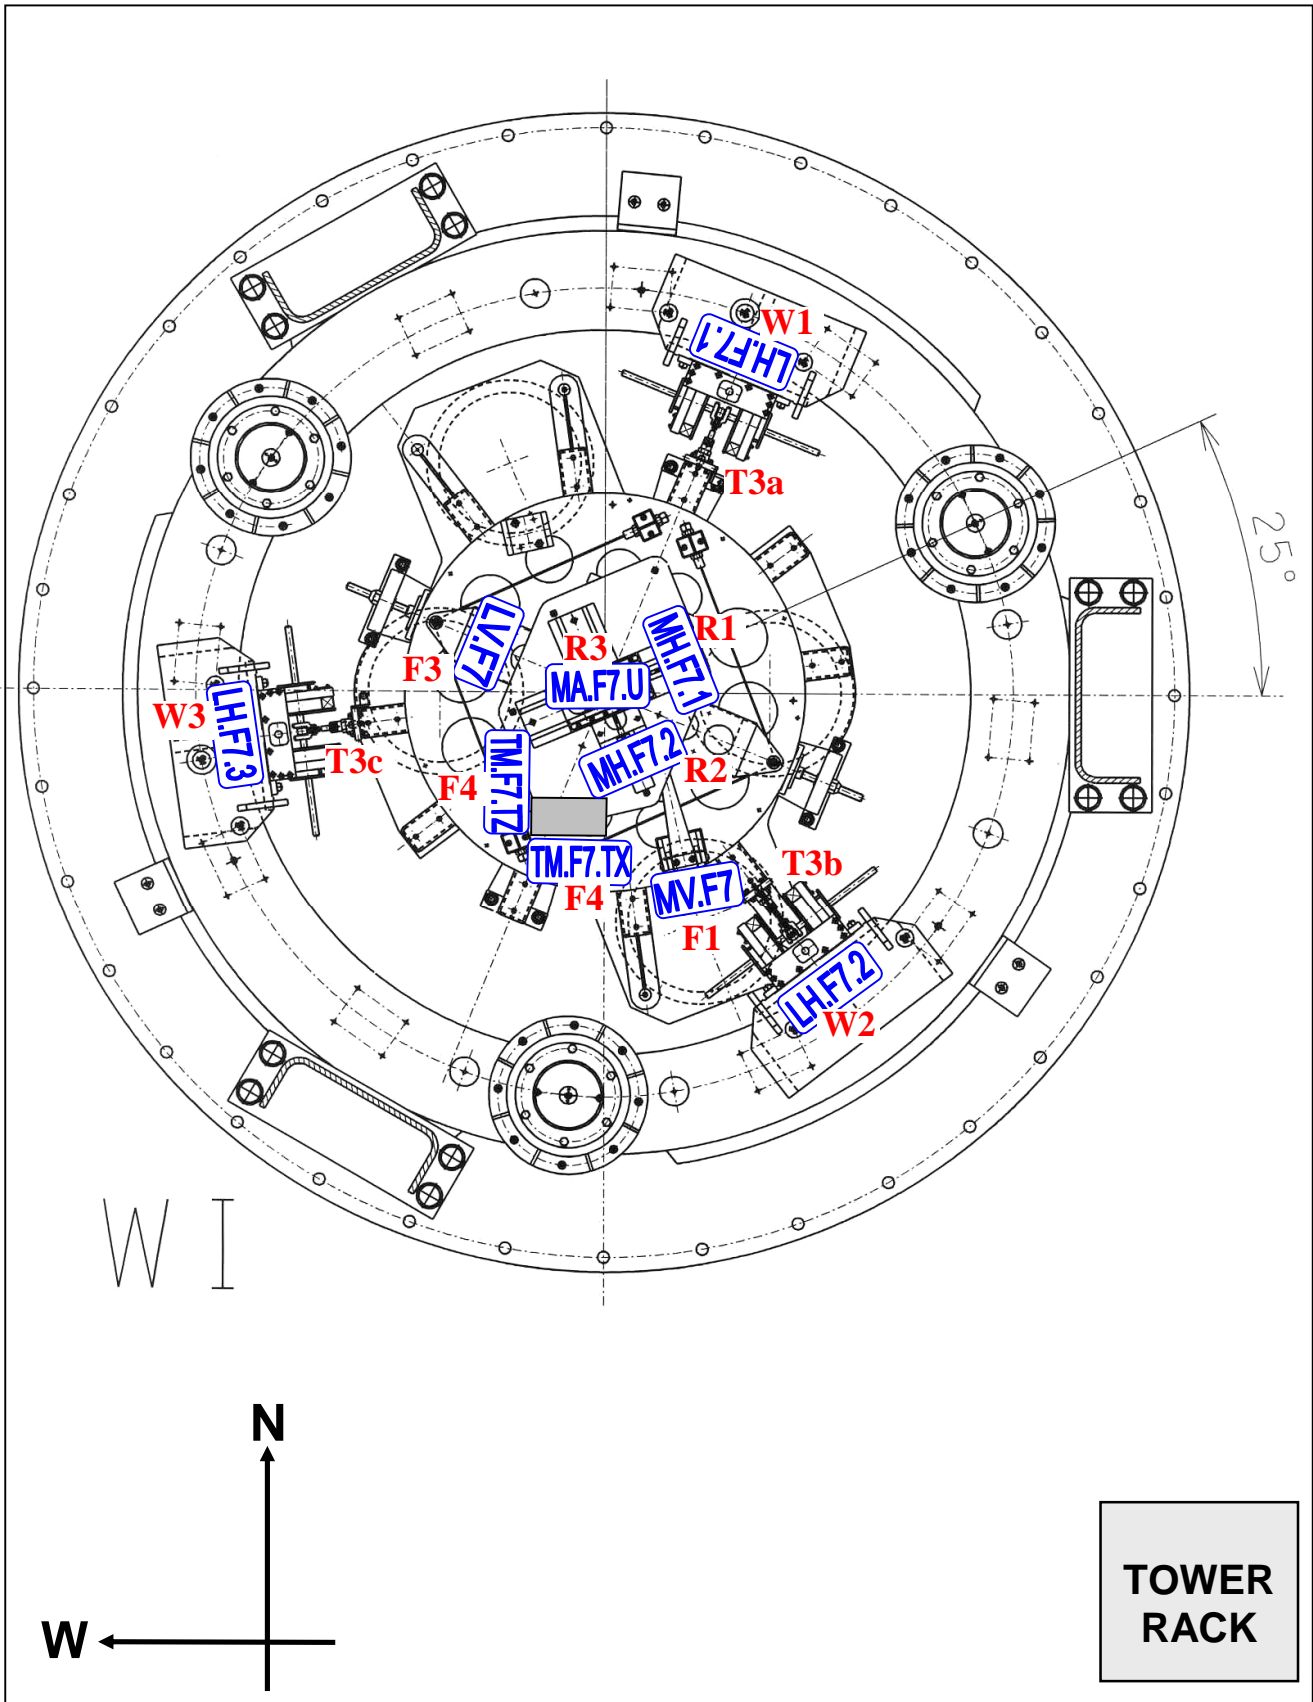 W1
LH.F7.1
T3a
25°
R1
LV.F7
R3
MH.F7.1
F3
MA.F7.U
W3
LH.F7.3
T3c
MH.F7.2
R2
TM.F7.TZ
F4
TM.F7.TX
F4
MV.F7
T3b
F1
LH.F7.2
W2
W I
N
W
TOWER
RACK